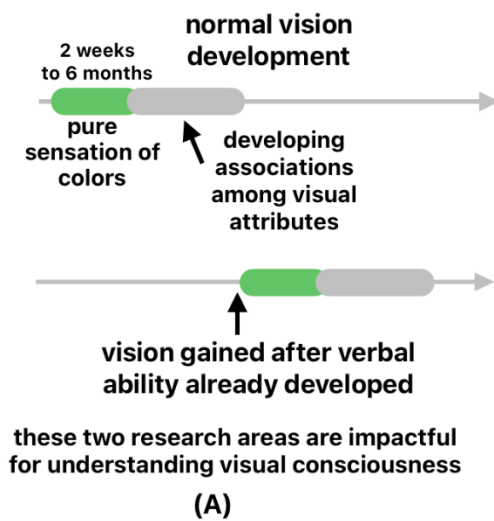 normal vision
development
2 weeks
to 6 months
pure
sensation of
colors
developing
associations
among visual
attributes
vision gained after verbal
ability already developed
these two research areas are impactful
for understanding visual consciousness
(A)